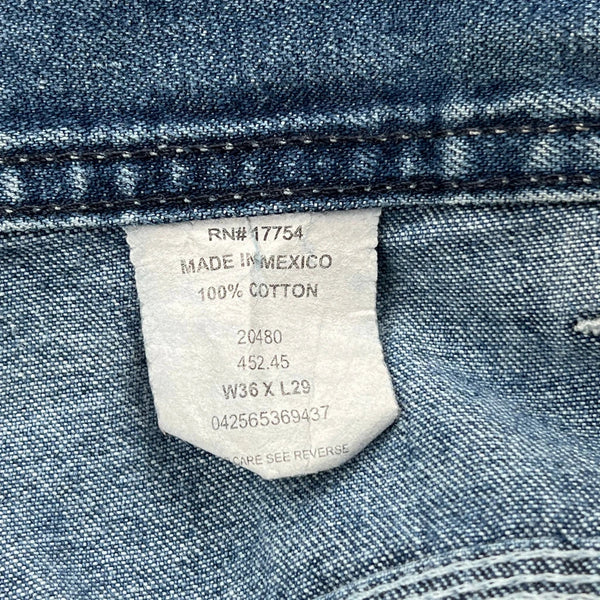 RN# 17754
MADE IN MEXICO
100% COTTON
20480
452.45
W36 X L29
042565369437
CARE SEE REVERSE